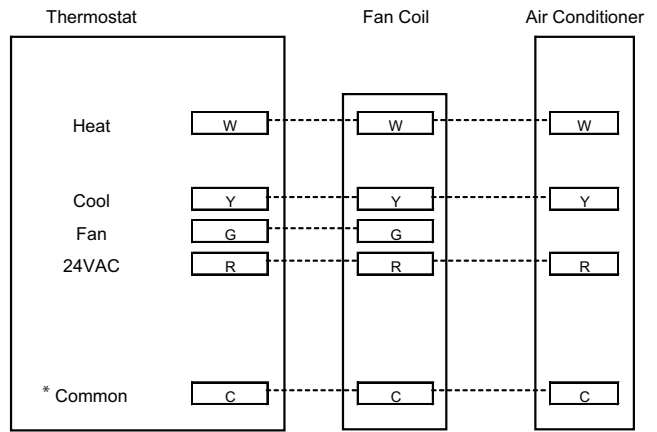 Thermostat Fan Coil Air Conditioner
Heat W W W
Cool Y Y Y
Fan G G
24VAC R R R
* Common C C C